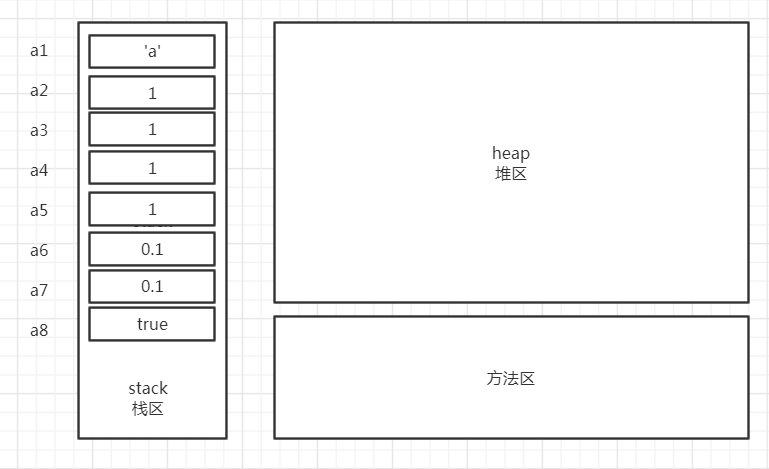 a1 'a'
a2 1
a3 1
a4 1
a5 1
a6 0.1
a7 0.1
a8 true
stack
栈区
heap
堆区
方法区